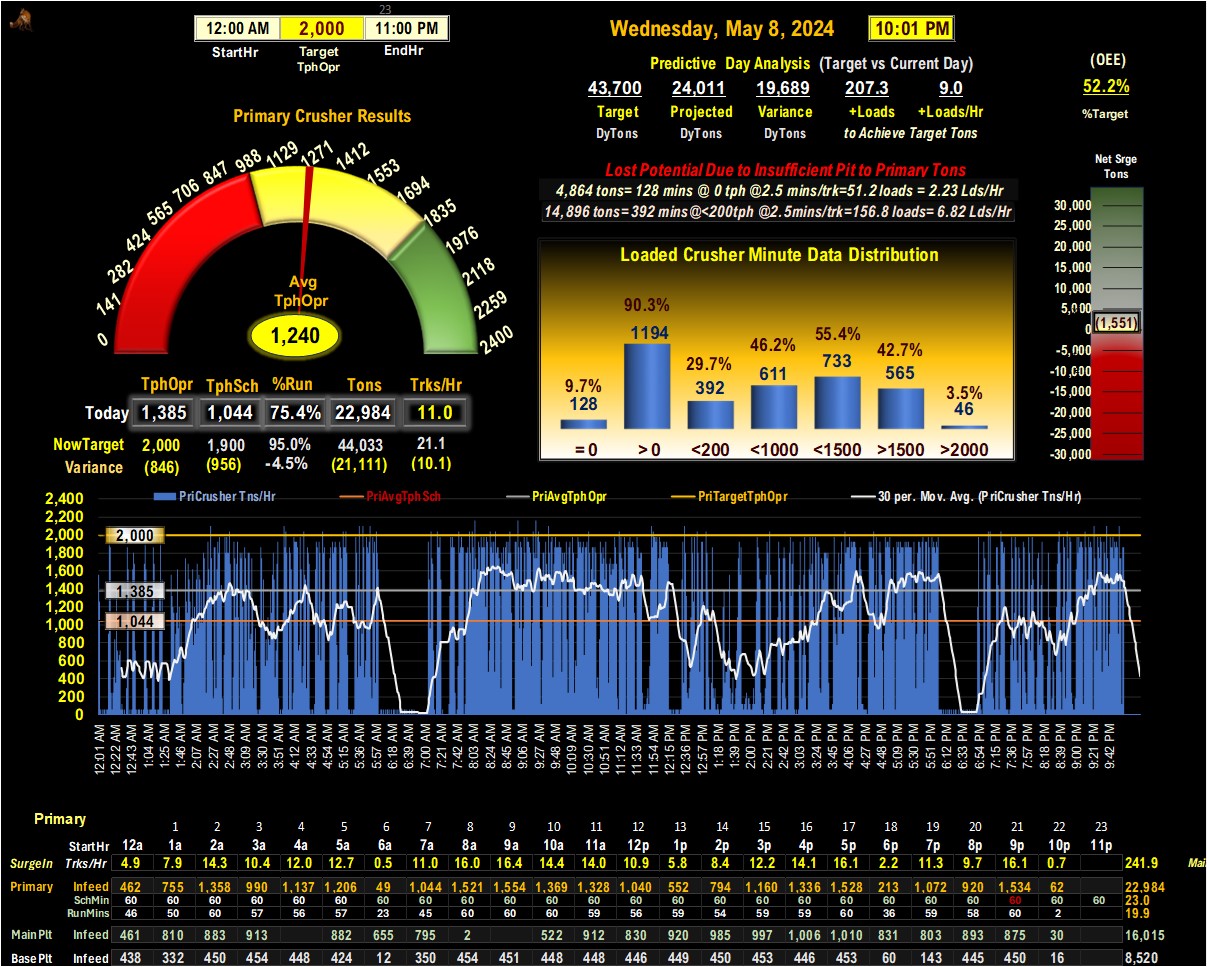 23
12:00 AM 2,000 11:00 PM
StartHr Target TphOpr EndHr
Wednesday, May 8, 2024 10:01 PM
Predictive Day Analysis (Target vs Current Day)
43,700 24,011 19,689 207.3 9.0
Target Projected Variance +Loads +Loads/Hr
DyTons DyTons DyTons to Achieve Target Tons
(OEE)
52.2%
%Target
Primary Crusher Results
0 141 282 424 565 706 847 988 1129 1271 1412 1553 1694 1835 1976 2118 2259 2400
Avg
TphOpr
1,240
Lost Potential Due to Insufficient Pit to Primary Tons
4,864 tons= 128 mins @ 0 tph @2.5 mins/trk=51.2 loads = 2.23 Lds/Hr
14,896 tons= 392 mins @<200tph @2.5mins/trk=156.8 loads= 6.82 Lds/Hr
Net Srge
Tons
30,000
25,000
20,000
15,000
10,000
5,000
0
(1,551)
-5,000
-10,000
-15,000
-20,000
-25,000
-30,000
Loaded Crusher Minute Data Distribution
9.7% 90.3% 29.7% 46.2% 55.4% 42.7% 3.5%
128 1194 392 611 733 565 46
= 0 > 0 <200 <1000 <1500 >1500 >2000
TphOpr TphSch %Run Tons Trks/Hr
Today 1,385 1,044 75.4% 22,984 11.0
NowTarget 2,000 1,900 95.0% 44,033 21.1
Variance (846) (956) -4.5% (21,111) (10.1)
PriCrusher Tns/Hr PriAvgTphSch PriAvgTphOpr PriTargetTphOpr 30 per. Mov. Avg. (PriCrusher Tns/Hr)
2,400
2,200
2,000
1,800
1,600
1,400
1,200
1,000
800
600
400
200
0
2,000
1,385
1,044
12:01 AM 12:22 AM 12:43 AM 1:04 AM 1:25 AM 1:46 AM 2:07 AM 2:27 AM 2:48 AM 3:09 AM 3:30 AM 3:51 AM 4:12 AM 4:33 AM 4:54 AM 5:15 AM 5:36 AM 5:57 AM 6:18 AM 6:39 AM 7:00 AM 7:21 AM 7:42 AM 8:03 AM 8:24 AM 8:45 AM 9:06 AM 9:27 AM 9:48 AM 10:09 AM 10:30 AM 10:51 AM 11:12 AM 11:33 AM 11:54 AM 12:15 PM 12:36 PM 12:57 PM 1:18 PM 1:39 PM 2:00 PM 2:21 PM 2:42 PM 3:03 PM 3:24 PM 3:45 PM 4:06 PM 4:27 PM 4:48 PM 5:09 PM 5:30 PM 5:51 PM 6:12 PM 6:33 PM 6:54 PM 7:15 PM 7:36 PM 7:57 PM 8:18 PM 8:39 PM 9:00 PM 9:21 PM 9:42 PM
Primary
1 2 3 4 5 6 7 8 9 10 11 12 13 14 15 16 17 18 19 20 21 22 23
StartHr 12a 1a 2a 3a 4a 5a 6a 7a 8a 9a 10a 11a 12p 1p 2p 3p 4p 5p 6p 7p 8p 9p 10p 11p
SurgeIn Trks/Hr 4.9 7.9 14.3 10.4 12.0 12.7 0.5 11.0 16.0 16.4 14.4 14.0 10.9 5.8 8.4 12.2 14.1 16.1 2.2 11.3 9.7 16.1 0.7 241.9
Primary Infeed 462 755 1,358 990 1,137 1,206 49 1,044 1,521 1,554 1,369 1,328 1,040 552 794 1,160 1,336 1,528 213 1,072 920 1,534 62 22,984
SchMin 60 60 60 60 60 60 60 60 60 60 60 60 60 60 60 60 60 60 60 60 60 60 60 60 23.0
RunMins 46 50 60 57 56 57 23 45 60 60 60 59 56 59 54 59 59 60 36 59 58 60 2 19.9
MainPlt Infeed 461 810 883 913 882 655 795 2 522 912 830 920 985 997 1,006 1,010 831 803 893 875 30 16,015
BasePlt Infeed 438 332 450 454 448 424 12 350 454 451 448 448 446 449 450 453 446 453 60 143 445 450 16 8,520